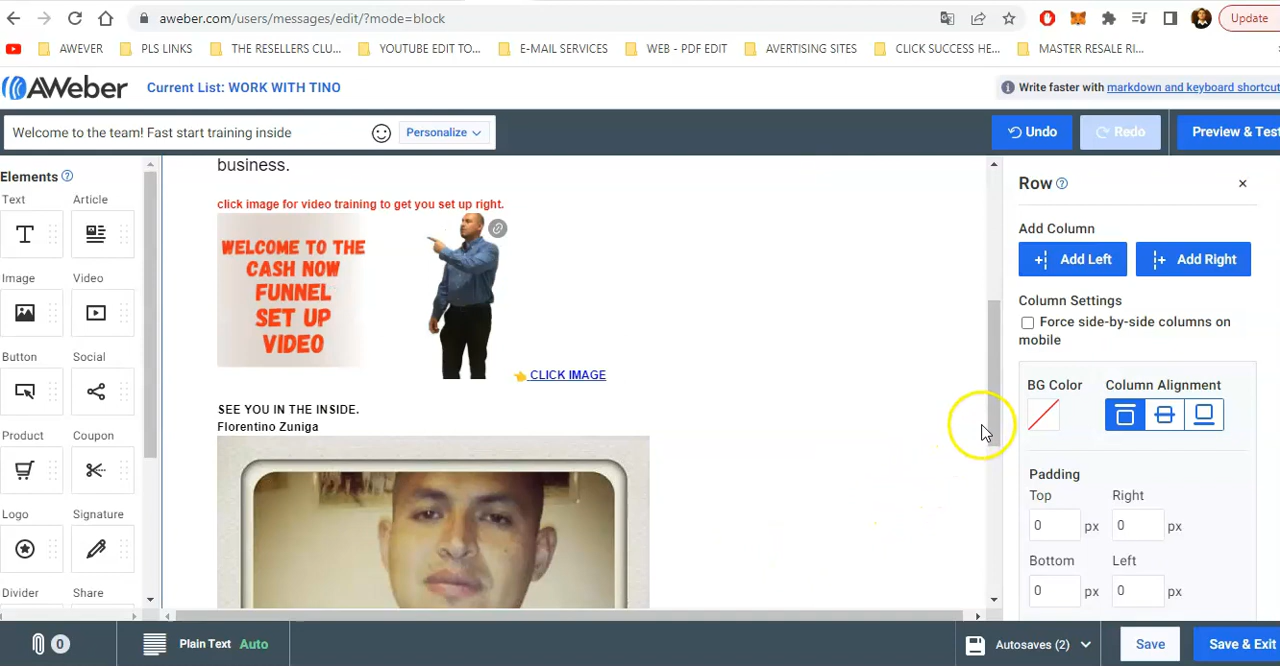 aweber.com/users/messages/edit/?mode=block
Update
AWEVER
PLS LINKS
THE RESELLERS CLU...
YOUTUBE EDIT TO...
E-MAIL SERVICES
WEB - PDF EDIT
AVERTISING SITES
CLICK SUCCESS HE...
MASTER RESALE RI...
AWeber
Current List: WORK WITH TINO
Write faster with markdown and keyboard shortcut
Welcome to the team! Fast start training inside
Personalize
Undo
Redo
Preview & Test
Elements
Text
Article
Image
Video
Button
Social
Product
Coupon
Logo
Signature
Divider
Share
business.
click image for video training to get you set up right.
WELCOME TO THE
CASH NOW
FUNNEL
SET UP
VIDEO
CLICK IMAGE
SEE YOU IN THE INSIDE.
Florentino Zuniga
Row
Add Column
Add Left
Add Right
Column Settings
Force side-by-side columns on
mobile
BG Color
Column Alignment
Padding
Top
Right
0 px
0 px
Bottom
Left
0 px
0 px
0
Plain Text Auto
Autosaves (2)
Save
Save & Exit